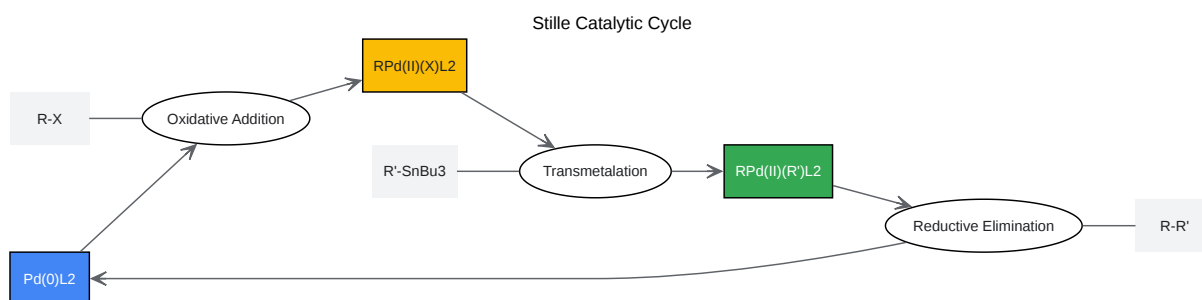 Stille Catalytic Cycle
RPd(II)(X)L2
R-X
Oxidative Addition
R'-SnBu3
Transmetalation
RPd(II)(R')L2
Reductive Elimination
R-R'
Pd(0)L2